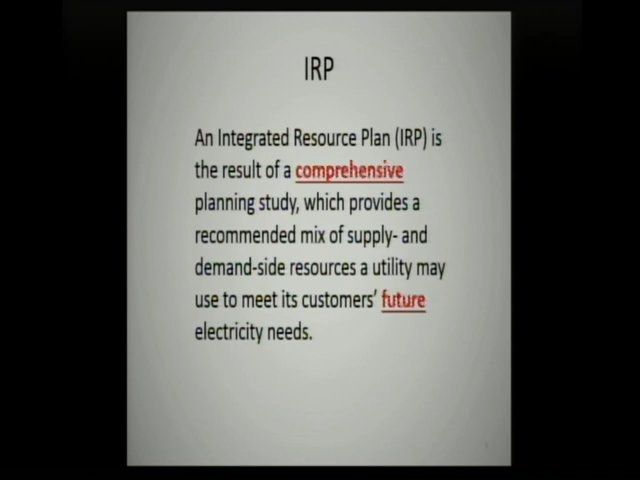 IRP
An Integrated Resource Plan (IRP) is
the result of a comprehensive
planning study, which provides a
recommended mix of supply- and
demand-side resources a utility may
use to meet its customers’ future
electricity needs.